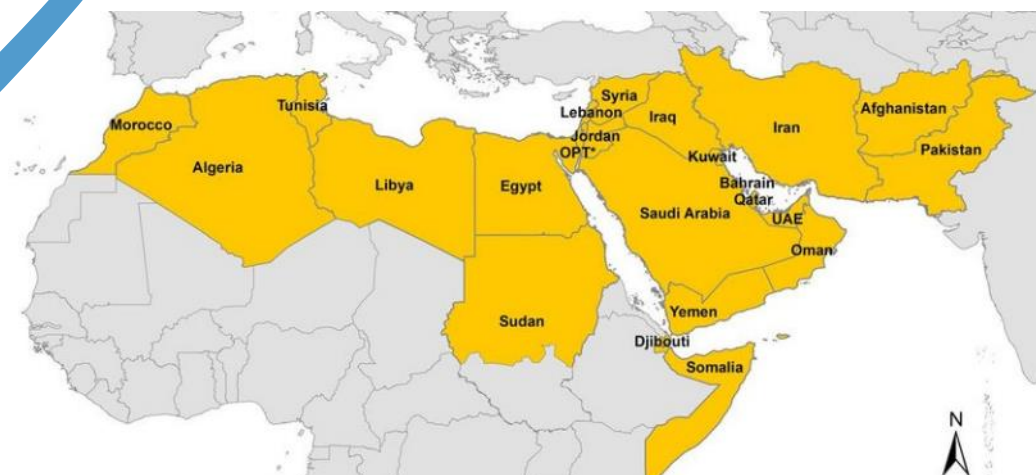 Morocco
Algeria
Tunisia
Libya
Egypt
Sudan
Syria
Lebanon
Jordan
OPT*
Iraq
Kuwait
Bahrain
Qatar
UAE
Saudi Arabia
Oman
Yemen
Djibouti
Somalia
Iran
Afghanistan
Pakistan
N